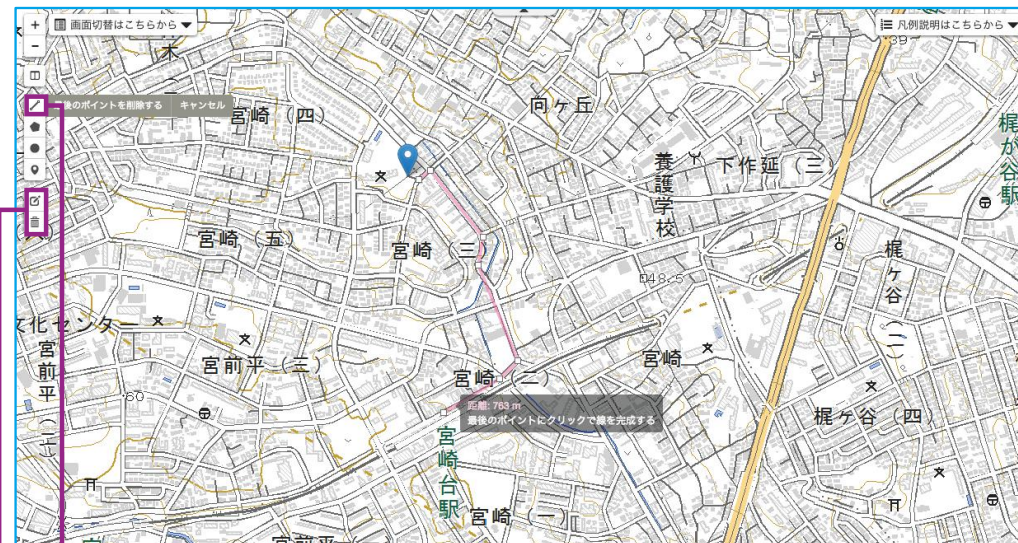 画面切替はこちらから
凡例説明はこちらから
後のポイントを削除する キャンセル
宮崎（四）
向ヶ丘
養護学校
下作延（三
梶が谷駅
宮崎（五）
宮崎（三
梶ヶ谷（二）
文化センター
宮前平（三）
宮崎（二
宮崎
宮前平
距離: 763 m
最後のポイントにクリックで線を完成する
梶ケ谷（四）
宮崎台駅
宮崎（一
宮前平